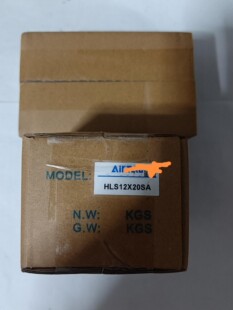 MODEL
HLS12X20SA
N.W: KGS
G.W: KGS